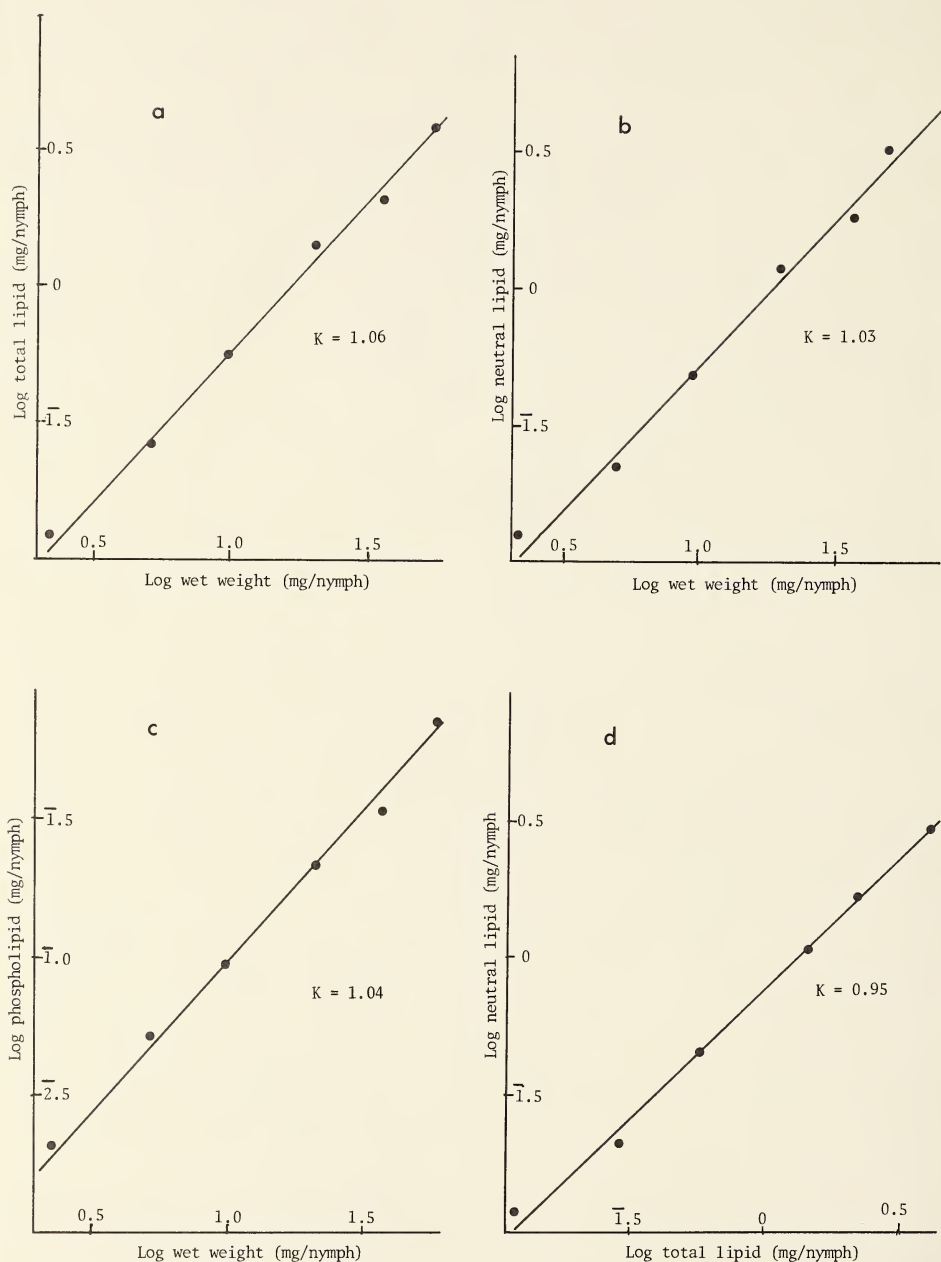 a
0.5
0
1̅.5
Log total lipid (mg/nymph)
K = 1.06
0.5 1.0 1.5
Log wet weight (mg/nymph)
b
0.5
0
1̅.5
Log neutral lipid (mg/nymph)
K = 1.03
0.5 1.0 1.5
Log wet weight (mg/nymph)
c
1̅.5
1̅.0
2̅.5
Log phospholipid (mg/nymph)
K = 1.04
0.5 1.0 1.5
Log wet weight (mg/nymph)
d
0.5
0
1̅.5
Log neutral lipid (mg/nymph
K = 0.95
1̅.5 0 0.5
Log total lipid (mg/nymph)